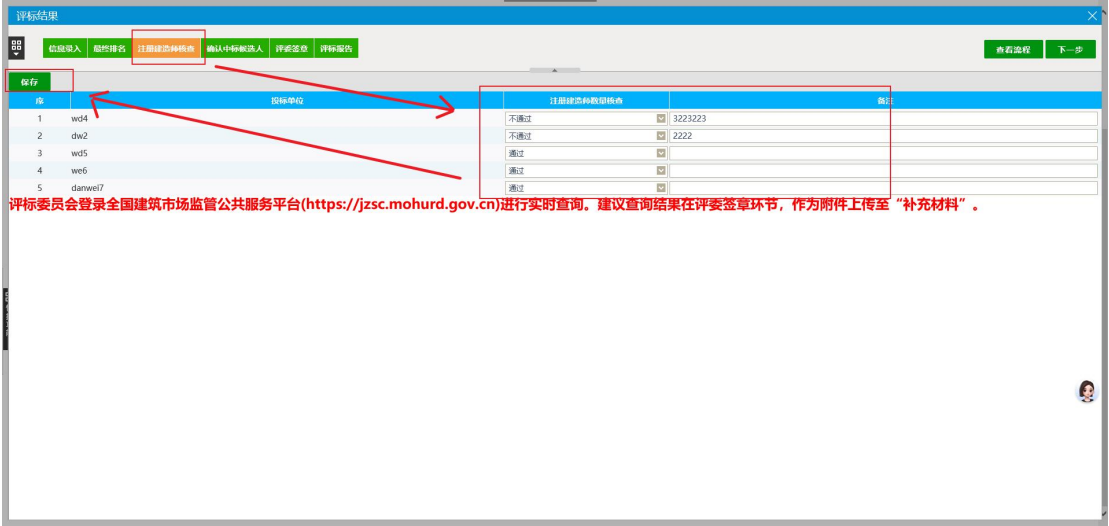 评标结果
信息录入 最终排名 注册建造师核查 确认中标候选人 评委签章 评标报告 查看流程 下一步
保存
序 投标单位 注册建造师数量核查 备注
1 wd4 不通过 3223223
2 dw2 不通过 2222
3 wd5 通过
4 we6 通过
5 danwei7 通过
评标委员会登录全国建筑市场监管公共服务平台(https://jzsc.mohurd.gov.cn)进行实时查询。建议查询结果在评委签章环节，作为附件上传至“补充材料”。